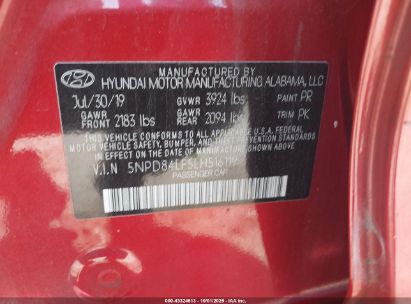 MANUFACTURED BY
HYUNDAI MOTOR MANUFACTURING ALABAMA, LLC
Jul/30/19 GVWR 3924 lbs PAINT PR
GAWR FRONT 2183 lbs GAWR REAR 2094 lbs TRIM PK
THIS VEHICLE CONFORMS TO ALL APPLICABLE FEDERAL
MOTOR VEHICLE SAFETY, BUMPER, AND THEFT
PREVENTION STANDARDS IN EFFECT ON THE DATE OF
MANUFACTURE SHOWN ABOVE.
V.I.N
PASSENGER CAR